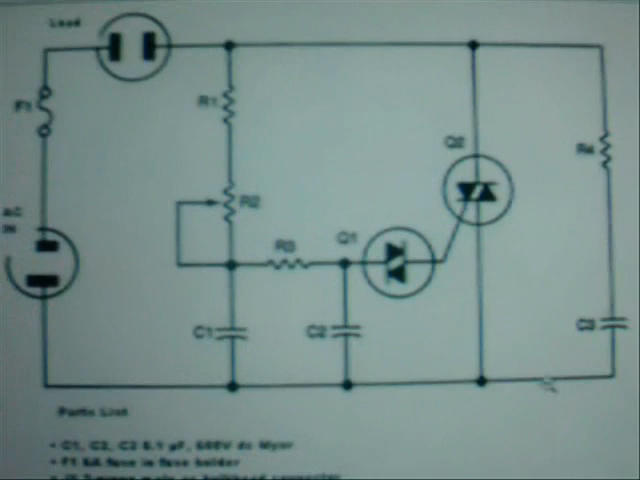 Load
R1
F1
Q2
R4
AC
IN
R2
Q1
R3
C1
C2
C3
Parts List
• C1, C2, C3 0.1 µF, 600V dc Mylar
• F1 5A fuse in fuse holder